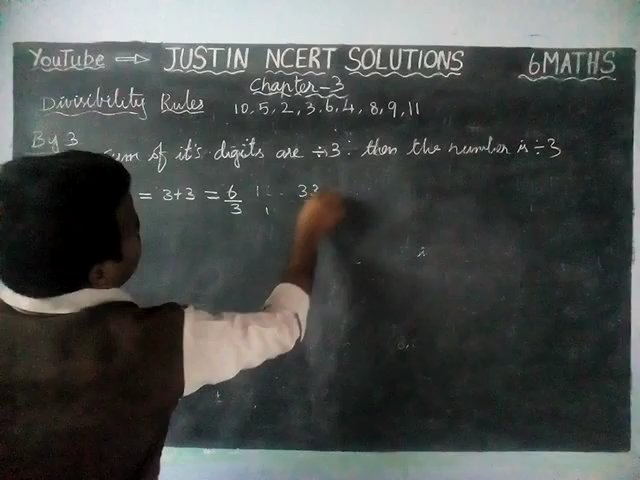 YouTube ⇒ JUSTIN NCERT SOLUTIONS 6MATHS
Chapter-3
Divisibility Rules 10, 5, 2, 3, 6, 4, 8, 9, 11
By 3
sum of it's digits are ÷3. then the number is ÷3
= 3+3 = 6/3 33